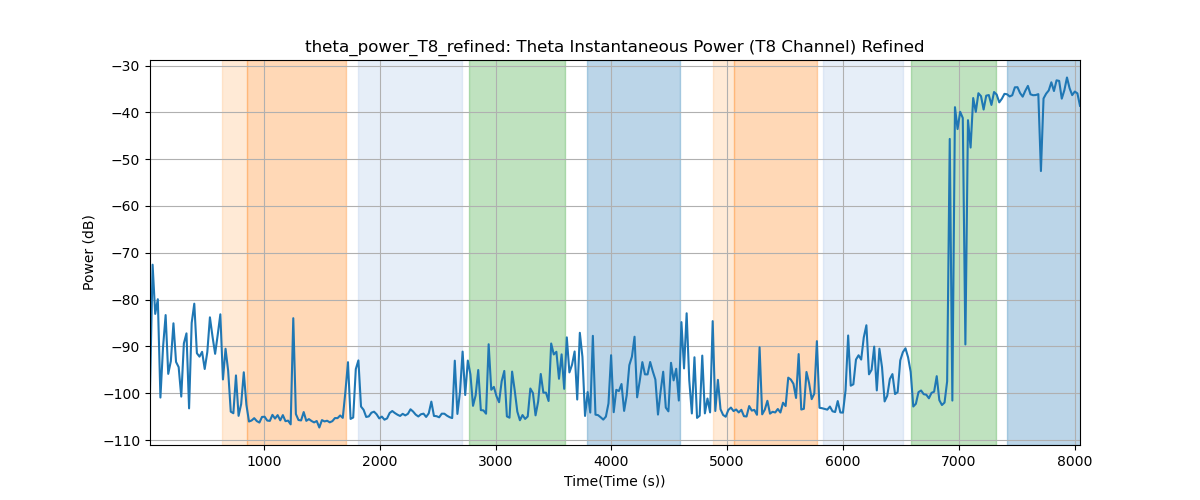 theta_power_T8_refined: Theta Instantaneous Power (T8 Channel) Refined
−30
−40
−50
−60
−70
−80
−90
−100
−110
Power (dB)
1000 2000 3000 4000 5000 6000 7000 8000
Time(Time (s))